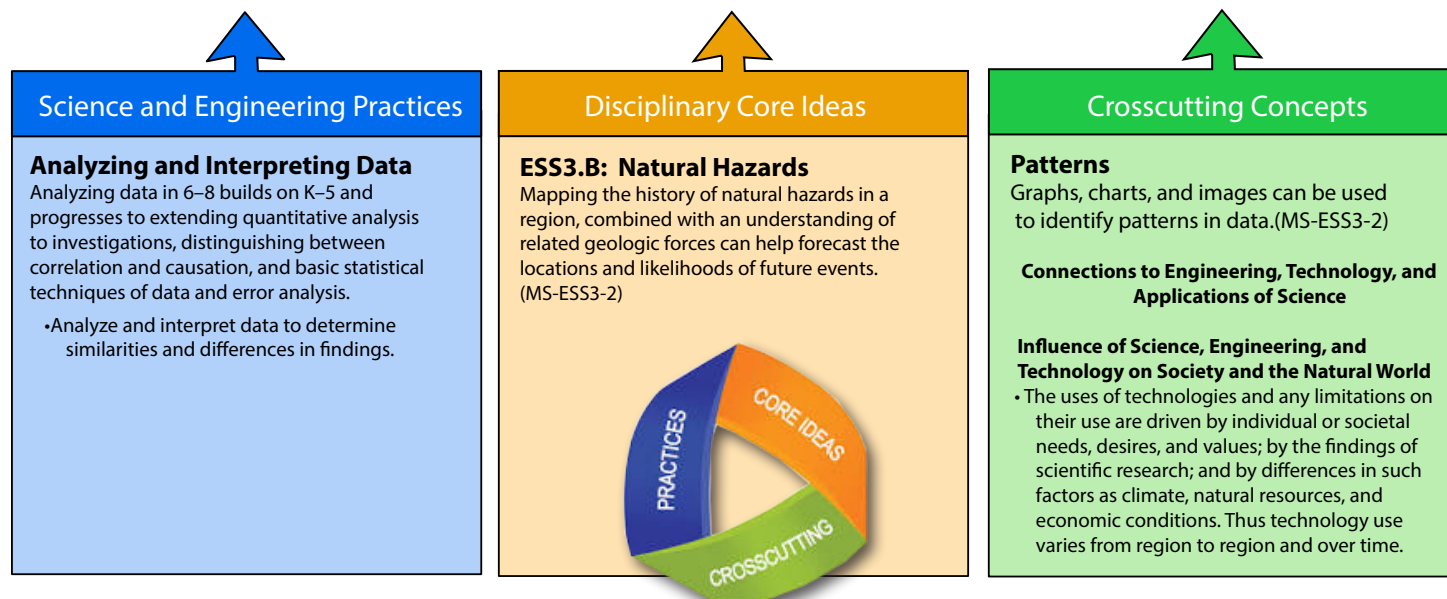 Science and Engineering Practices
Analyzing and Interpreting Data
Analyzing data in 6–8 builds on K–5 and
progresses to extending quantitative analysis
to investigations, distinguishing between
correlation and causation, and basic statistical
techniques of data and error analysis.
•Analyze and interpret data to determine
similarities and differences in findings.
Disciplinary Core Ideas
ESS3.B: Natural Hazards
Mapping the history of natural hazards in a
region, combined with an understanding of
related geologic forces can help forecast the
locations and likelihoods of future events.
(MS-ESS3-2)
PRACTICES
CORE IDEAS
CROSSCUTTING
Crosscutting Concepts
Patterns
Graphs, charts, and images can be used
to identify patterns in data.(MS-ESS3-2)
Connections to Engineering, Technology, and
Applications of Science
Influence of Science, Engineering, and
Technology on Society and the Natural World
• The uses of technologies and any limitations on
their use are driven by individual or societal
needs, desires, and values; by the findings of
scientific research; and by differences in such
factors as climate, natural resources, and
economic conditions. Thus technology use
varies from region to region and over time.